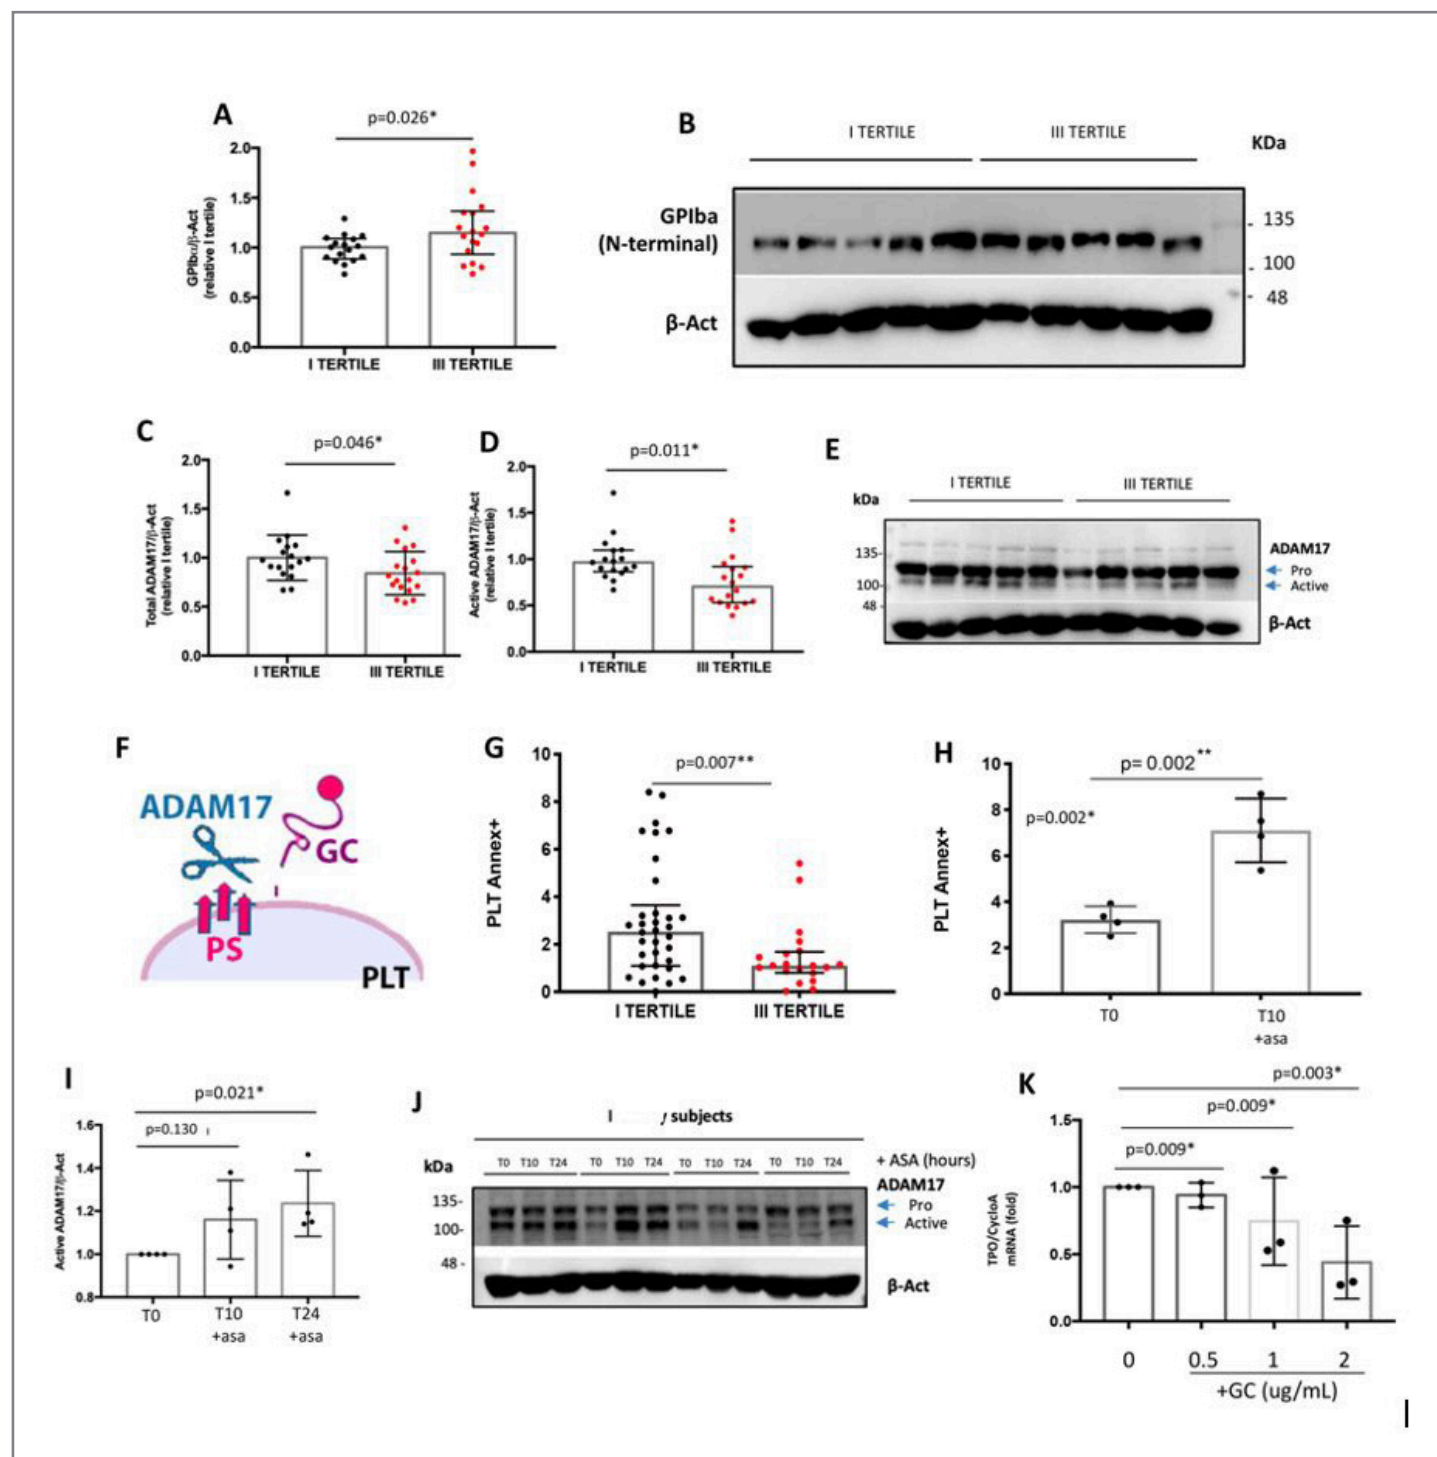 A
p=0.026*
2.0
1.5
1.0
0.5
0.0
GPIbα/β-Act
(relative I tertile)
I TERTILE
III TERTILE
B
I TERTILE
III TERTILE
KDa
GPIba
(N-terminal)
135
100
48
β-Act
C
p=0.046*
2.0
1.5
1.0
0.5
0.0
Total ADAM17/β-Act
(relative I tertile)
I TERTILE
III TERTILE
D
p=0.011*
2.0
1.5
1.0
0.5
0.0
Active ADAM17/β-Act
(relative I tertile)
I TERTILE
III TERTILE
E
I TERTILE
III TERTILE
kDa
135-
100-
48 -
ADAM17
Pro
Active
β-Act
F
ADAM17
GC
PS
PLT
G
p=0.007**
10
8
6
4
2
0
PLT Annex+
I TERTILE
III TERTILE
H
p= 0.002**
p=0.002*
10
8
6
4
2
0
PLT Annex+
T0
T10
+asa
I
p=0.021*
p=0.130
1.6
1.4
1.2
1.0
0.8
Active ADAM17/β-Act
T0
T10
+asa
T24
+asa
J
subjects
kDa
T0 T10 T24 T0 T10 T24 T0 T10 T24 T0 T10 T24
+ ASA (hours)
ADAM17
Pro
Active
135-
100-
48 -
β-Act
K
p=0.003*
p=0.009*
p=0.009*
1.5
1.0
0.5
0.0
TPO/CycloA
mRNA (fold)
0
0.5
1
2
+GC (ug/mL)